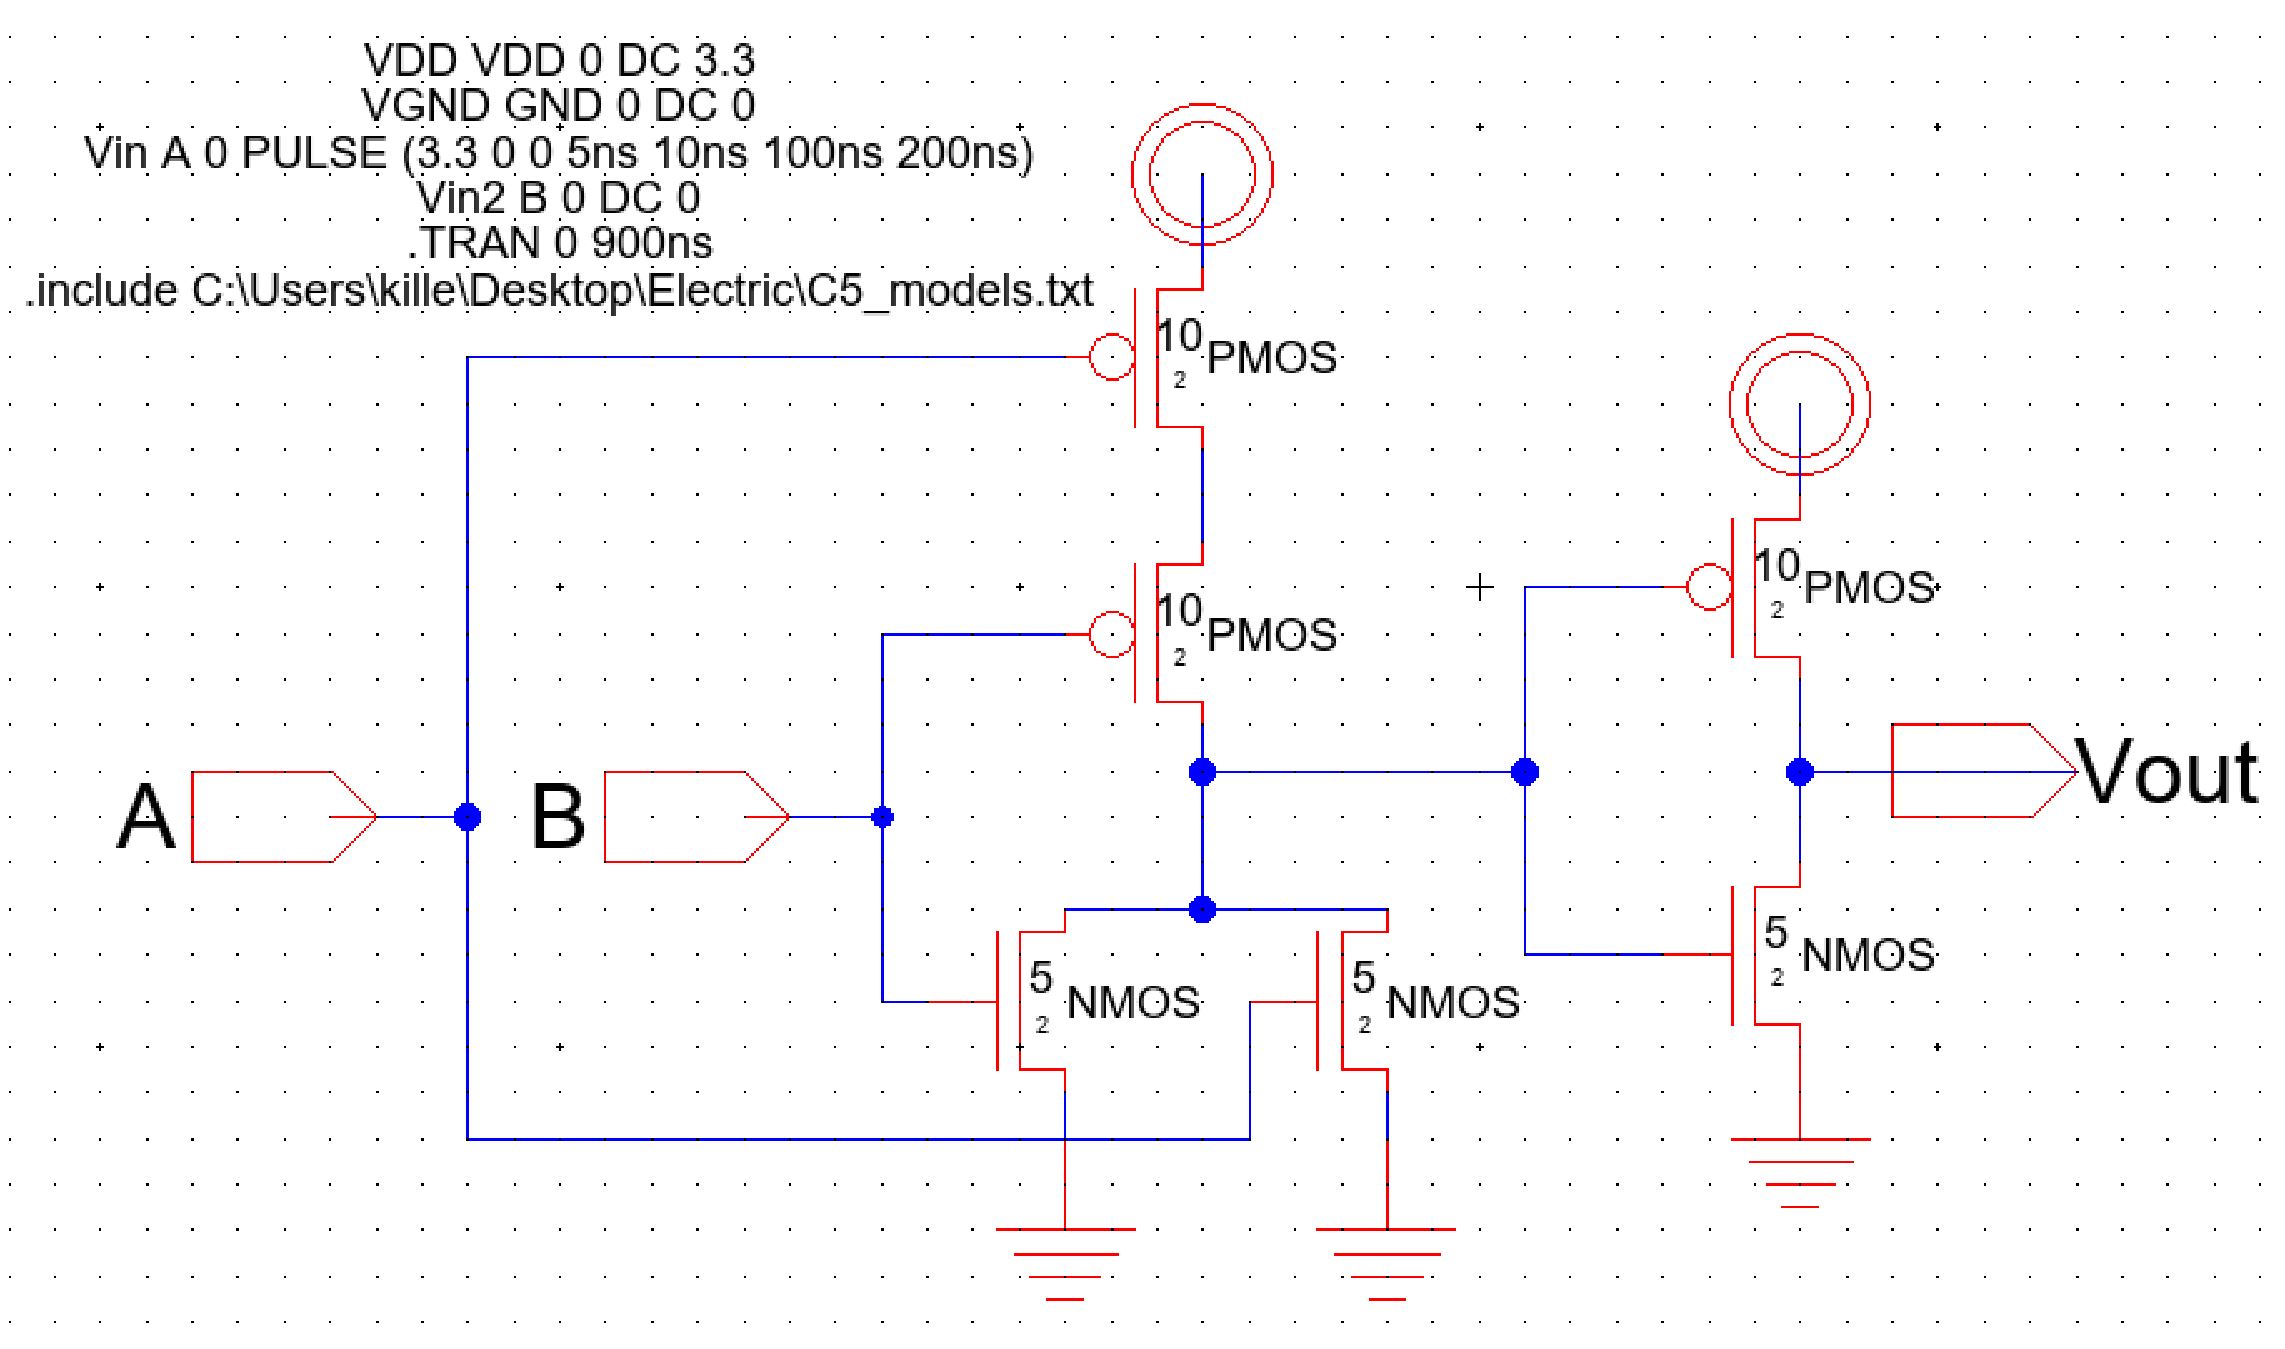 VDD VDD 0 DC 3.3
VGND GND 0 DC 0
Vin A 0 PULSE (3.3 0 0 5ns 10ns 100ns 200ns)
Vin2 B 0 DC 0
.TRAN 0 900ns
.include C:\Users\kille\Desktop\Electric\C5_models.txt
10
PMOS
2
10
PMOS
2
10
PMOS
2
A
B
Vout
5
NMOS
2
5
NMOS
2
5
NMOS
2